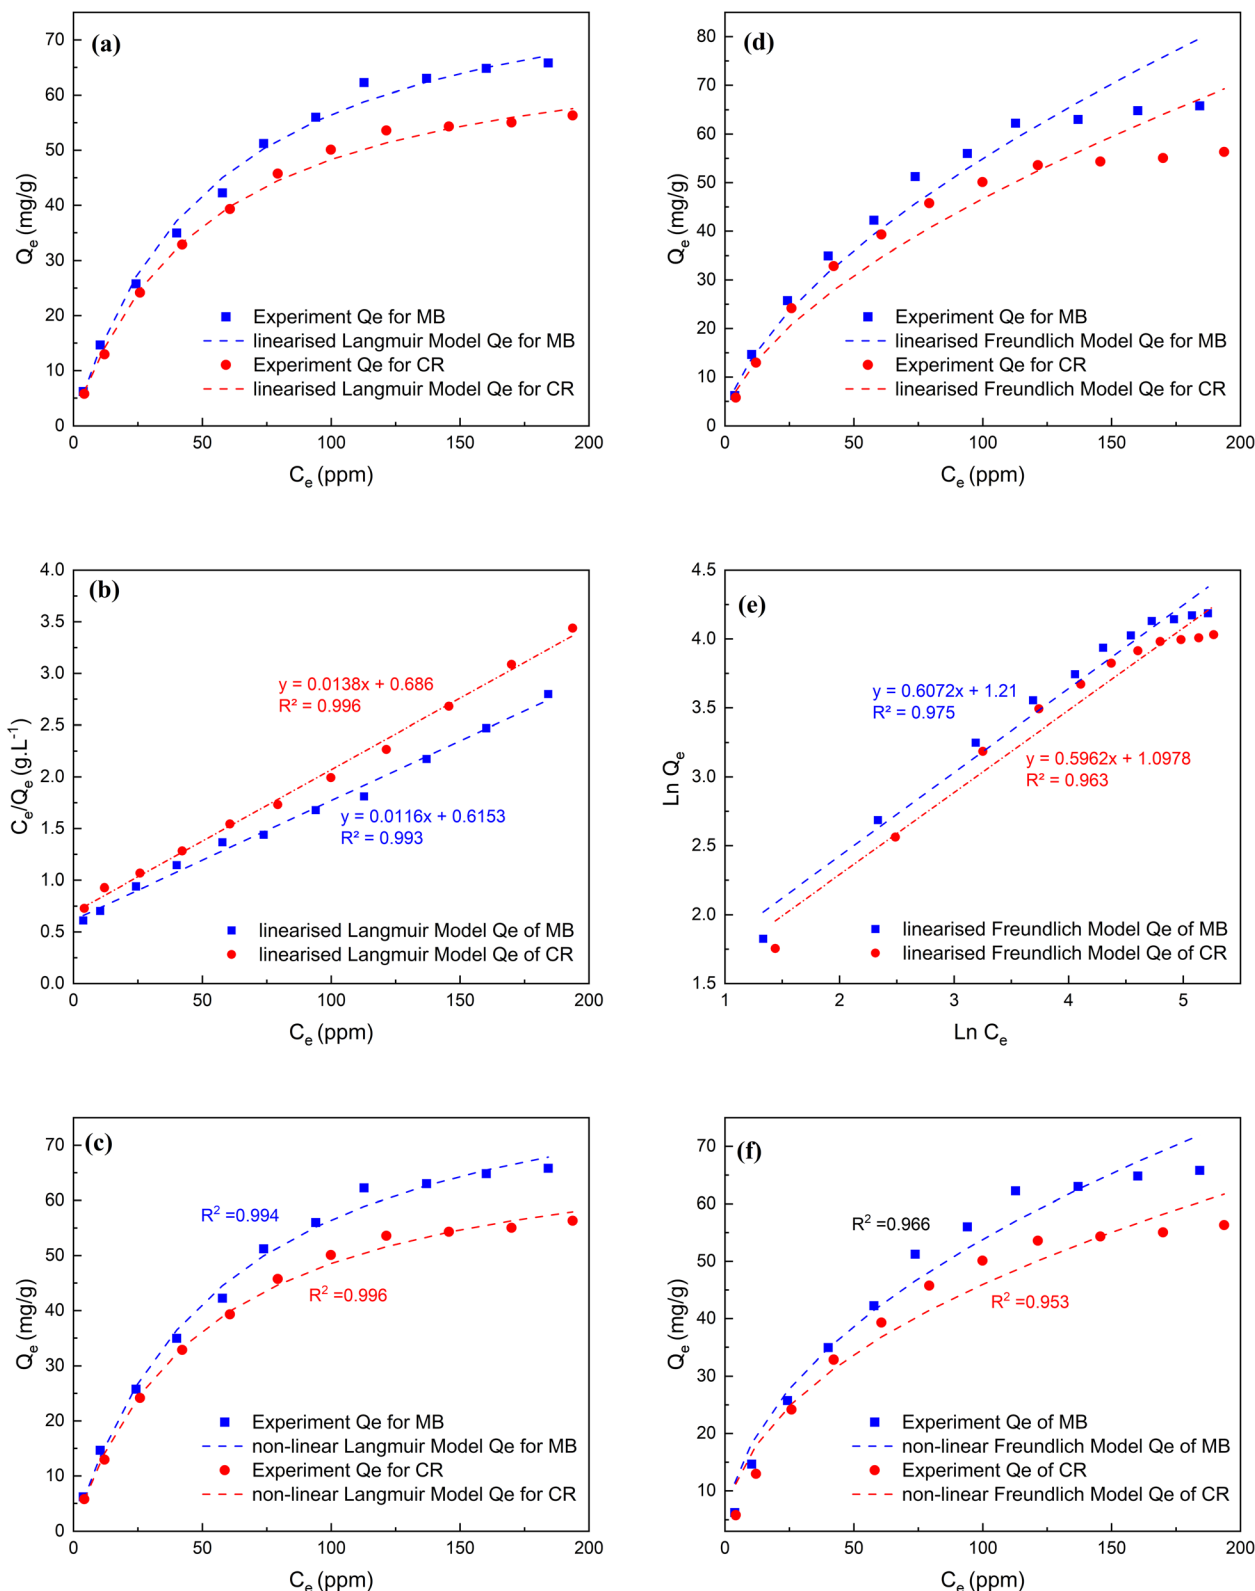 (a)
70
60
50
40
30
20
10
0
Qe (mg/g)
Experiment Qe for MB
linearised Langmuir Model Qe for MB
Experiment Qe for CR
linearised Langmuir Model Qe for CR
0 50 100 150 200
Ce (ppm)
(d)
80
70
60
50
40
30
20
10
0
Qe (mg/g)
Experiment Qe for MB
linearised Freundlich Model Qe for MB
Experiment Qe for CR
linearised Freundlich Model Qe for CR
0 50 100 150 200
Ce (ppm)
(b)
4.0
3.5
3.0
2.5
2.0
1.5
1.0
0.5
0.0
Ce/Qe (g.L-1)
y = 0.0138x + 0.686
R² = 0.996
y = 0.0116x + 0.6153
R² = 0.993
linearised Langmuir Model Qe of MB
linearised Langmuir Model Qe of CR
0 50 100 150 200
Ce (ppm)
(e)
4.5
4.0
3.5
3.0
2.5
2.0
1.5
Ln Qe
y = 0.6072x + 1.21
R² = 0.975
y = 0.5962x + 1.0978
R² = 0.963
linearised Freundlich Model Qe of MB
linearised Freundlich Model Qe of CR
1 2 3 4 5
Ln Ce
(c)
70
60
50
40
30
20
10
0
Qe (mg/g)
R2 =0.994
R2 =0.996
Experiment Qe for MB
non-linear Langmuir Model Qe for MB
Experiment Qe for CR
non-linear Langmuir Model Qe for CR
0 50 100 150 200
Ce (ppm)
(f)
70
60
50
40
30
20
10
Qe (mg/g)
R2 =0.966
R2 =0.953
Experiment Qe of MB
non-linear Freundlich Model Qe of MB
Experiment Qe of CR
non-linear Freundlich Model Qe of CR
0 50 100 150 200
Ce (ppm)